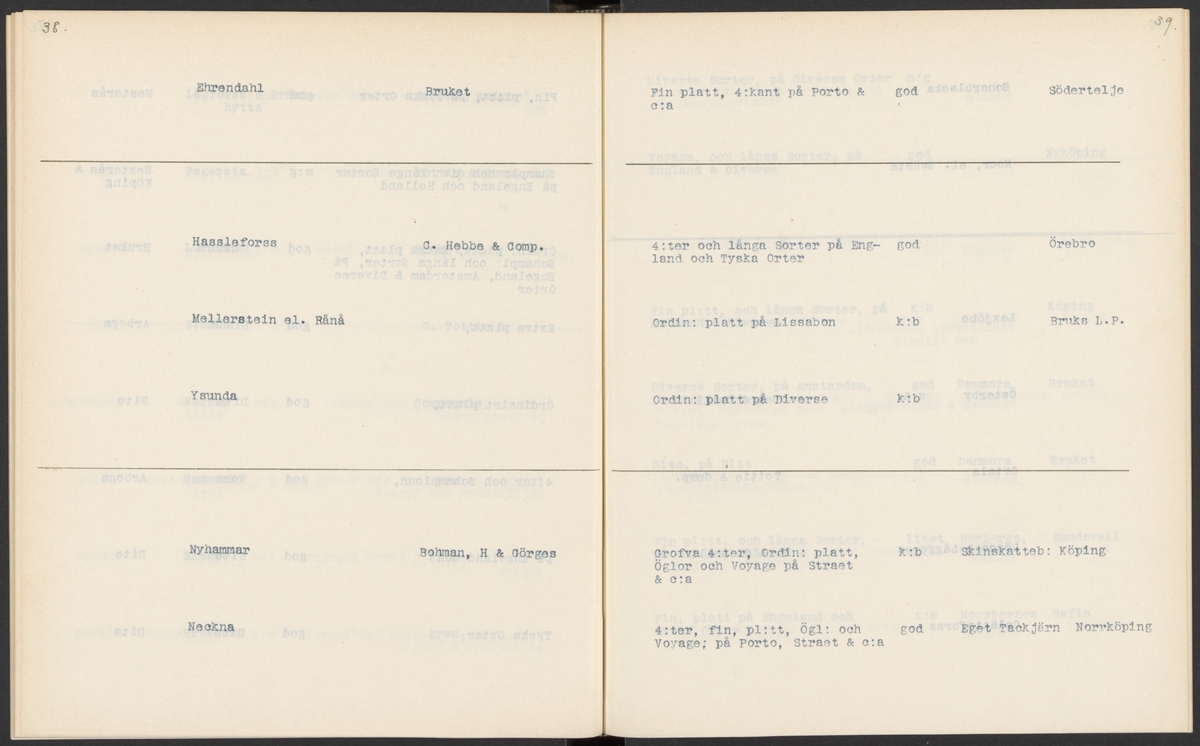 38.
Ehrendahl Bruket
Hassleforss C. Hebbe & Comp.
Mellerstein el. Rånå
Ysunda
Nyhammar Bohman, H & Görges
Neckna
39.
Fin platt, 4:kant på Porto & god Södertelje
c:a
4:ter och långa Sorter på Eng- god Örebro
land och Tyska Orter
Ordin: platt på Lissabon k:b Bruks L.P.
Ordin: platt på Diverse k:b
Grofva 4:ter, Ordin: platt, k:b Skinskatteb: Köping
Öglor och Voyage på Straet
& c:a
4:ter, fin, pl:tt, Ögl: och god Eget Tackjärn Norrköping
Voyage; på Porto, Straet & c:a